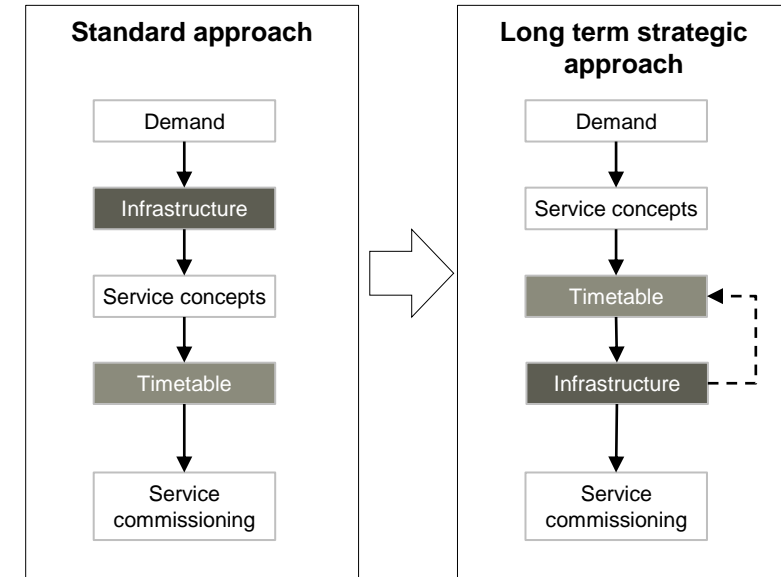 Standard approach
Demand
Infrastructure
Service concepts
Timetable
Service
commissioning
Long term strategic
approach
Demand
Service concepts
Timetable
Infrastructure
Service
commissioning